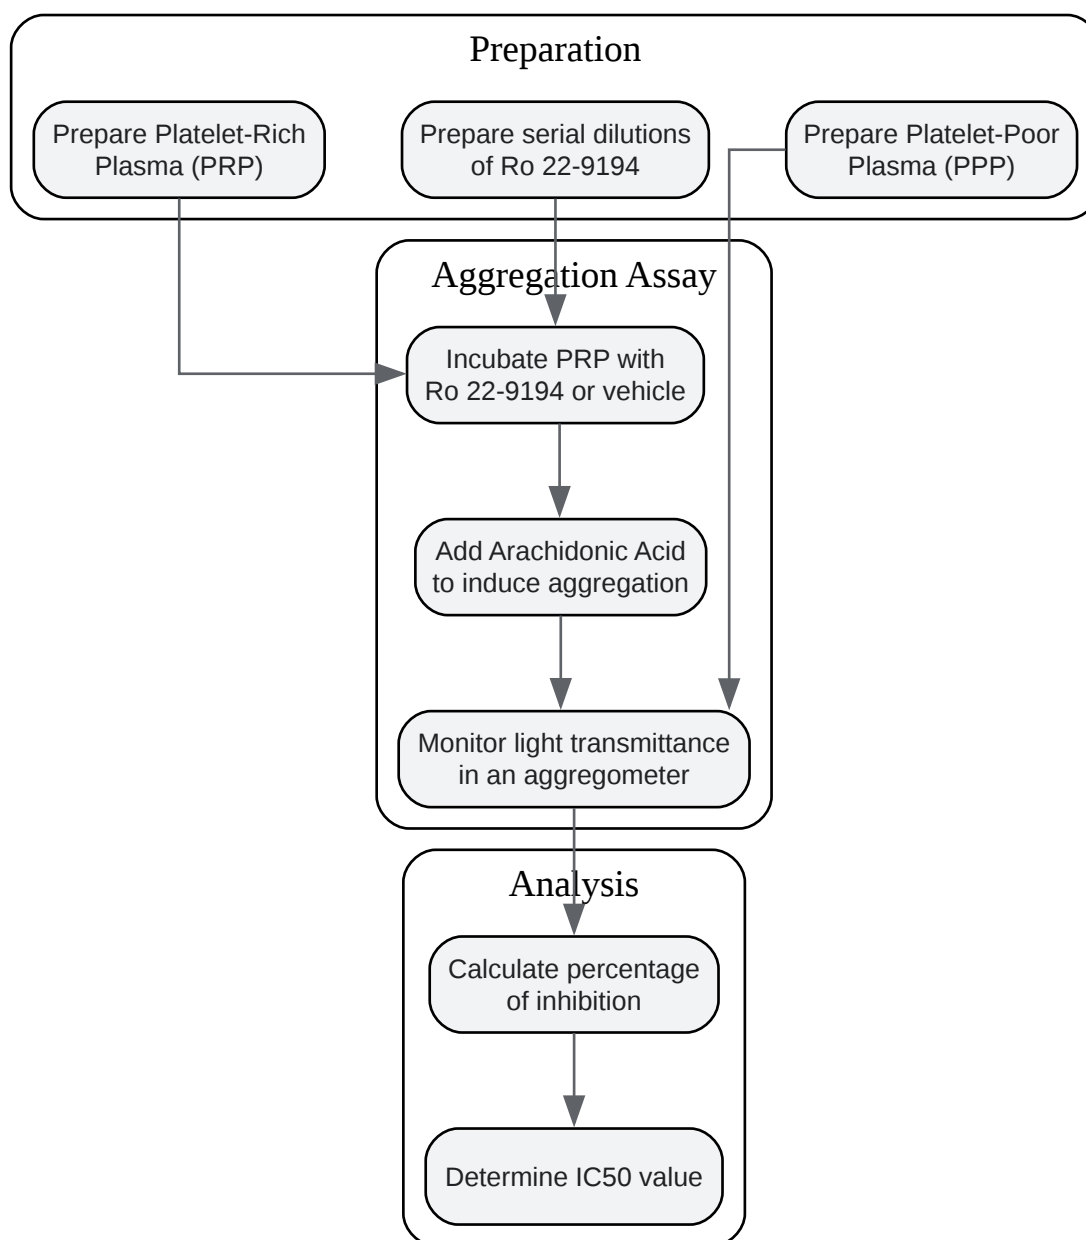 Preparation
Prepare Platelet-Rich
Plasma (PRP)
Prepare serial dilutions
of Ro 22-9194
Prepare Platelet-Poor
Plasma (PPP)
Aggregation Assay
Incubate PRP with
Ro 22-9194 or vehicle
Add Arachidonic Acid
to induce aggregation
Monitor light transmittance
in an aggregometer
Analysis
Calculate percentage
of inhibition
Determine IC50 value